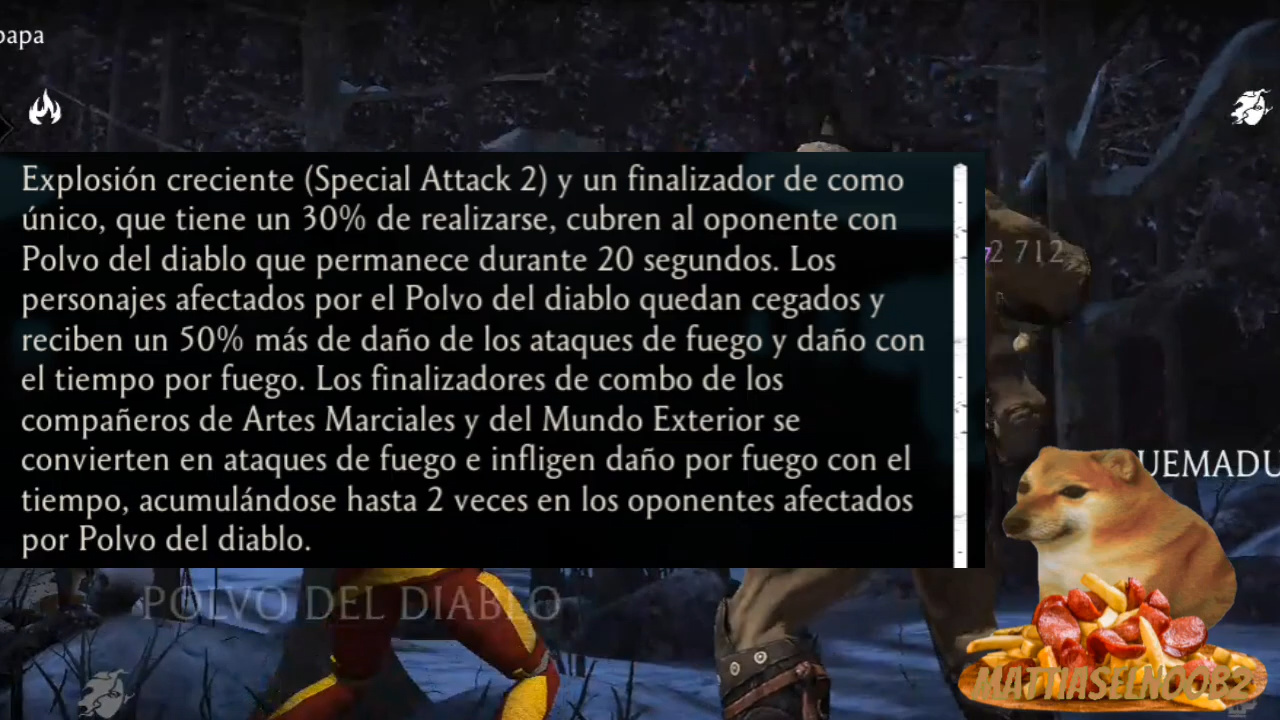 papa
Explosión creciente (Special Attack 2) y un finalizador de como
único, que tiene un 30% de realizarse, cubren al oponente con
Polvo del diablo que permanece durante 20 segundos. Los
personajes afectados por el Polvo del diablo quedan cegados y
reciben un 50% más de daño de los ataques de fuego y daño con
el tiempo por fuego. Los finalizadores de combo de los
compañeros de Artes Marciales y del Mundo Exterior se
convierten en ataques de fuego e infligen daño por fuego con el
tiempo, acumulándose hasta 2 veces en los oponentes afectados
por Polvo del diablo.
2 712
UEMADU
POLVO DEL DIABLO
MATTIASELNOOB2